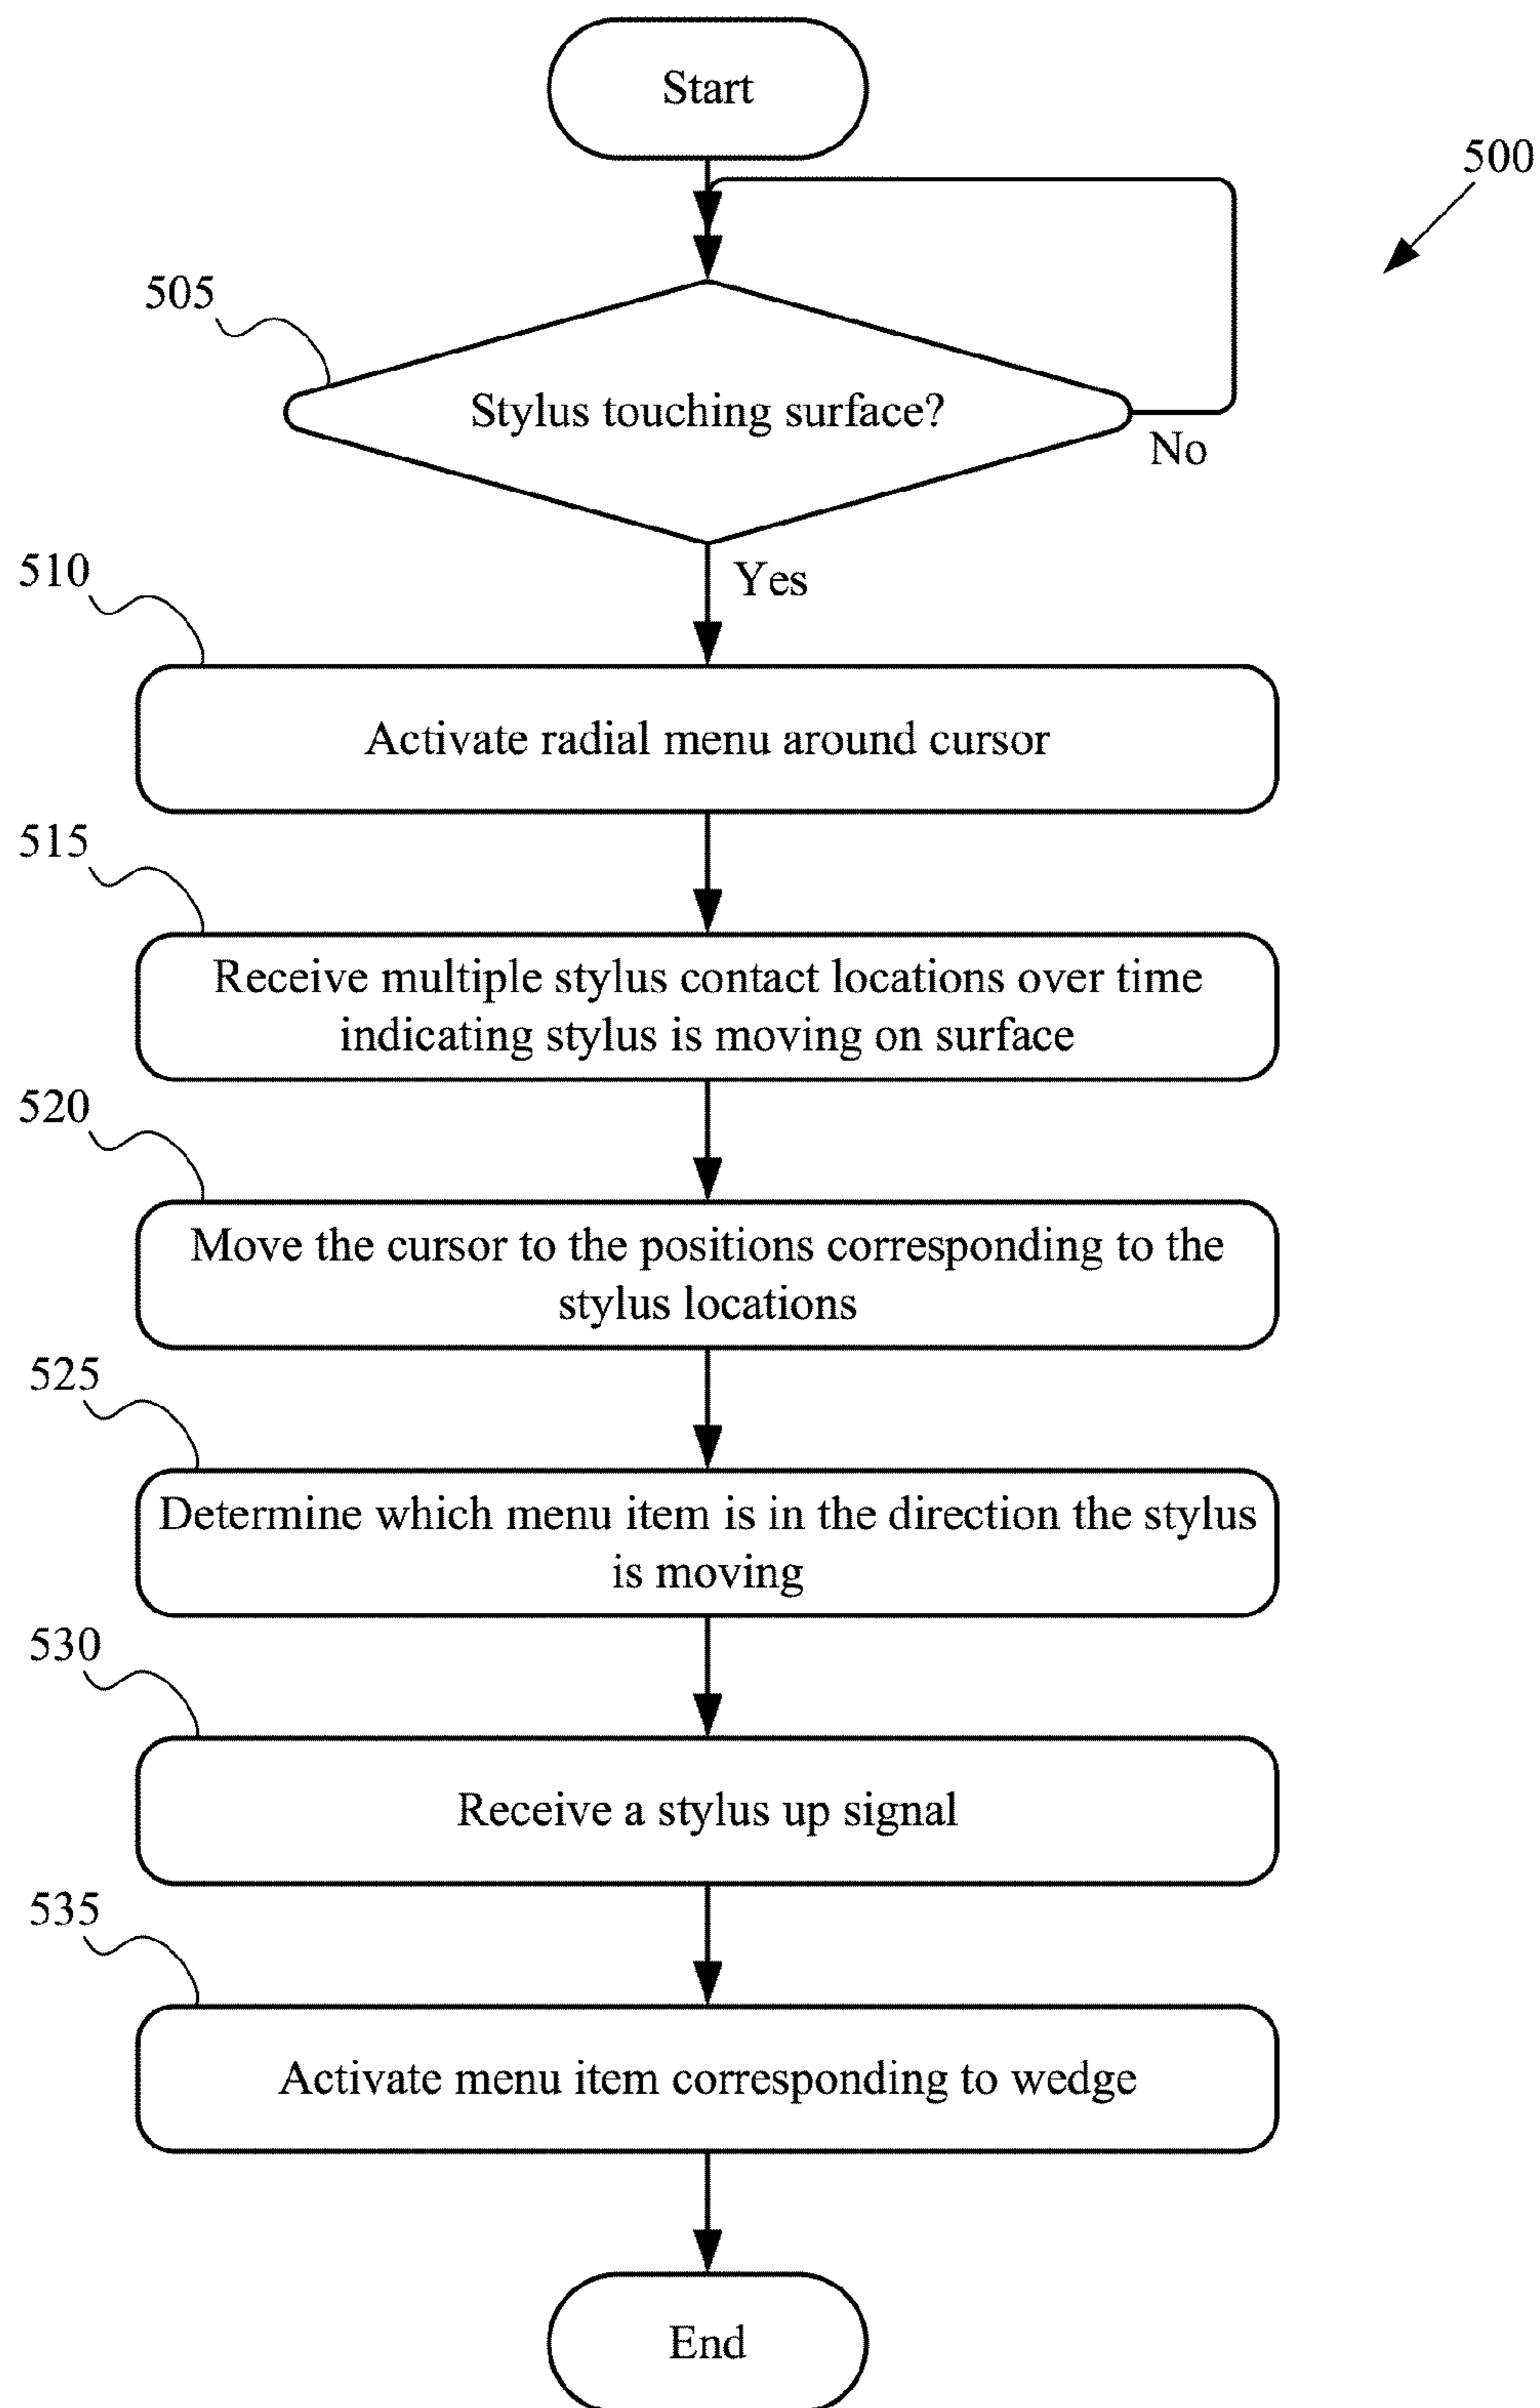 Start
500
505
Stylus touching surface?
No
Yes
510
Activate radial menu around cursor
515
Receive multiple stylus contact locations over time
indicating stylus is moving on surface
520
Move the cursor to the positions corresponding to the
stylus locations
525
Determine which menu item is in the direction the stylus
is moving
530
Receive a stylus up signal
535
Activate menu item corresponding to wedge
End